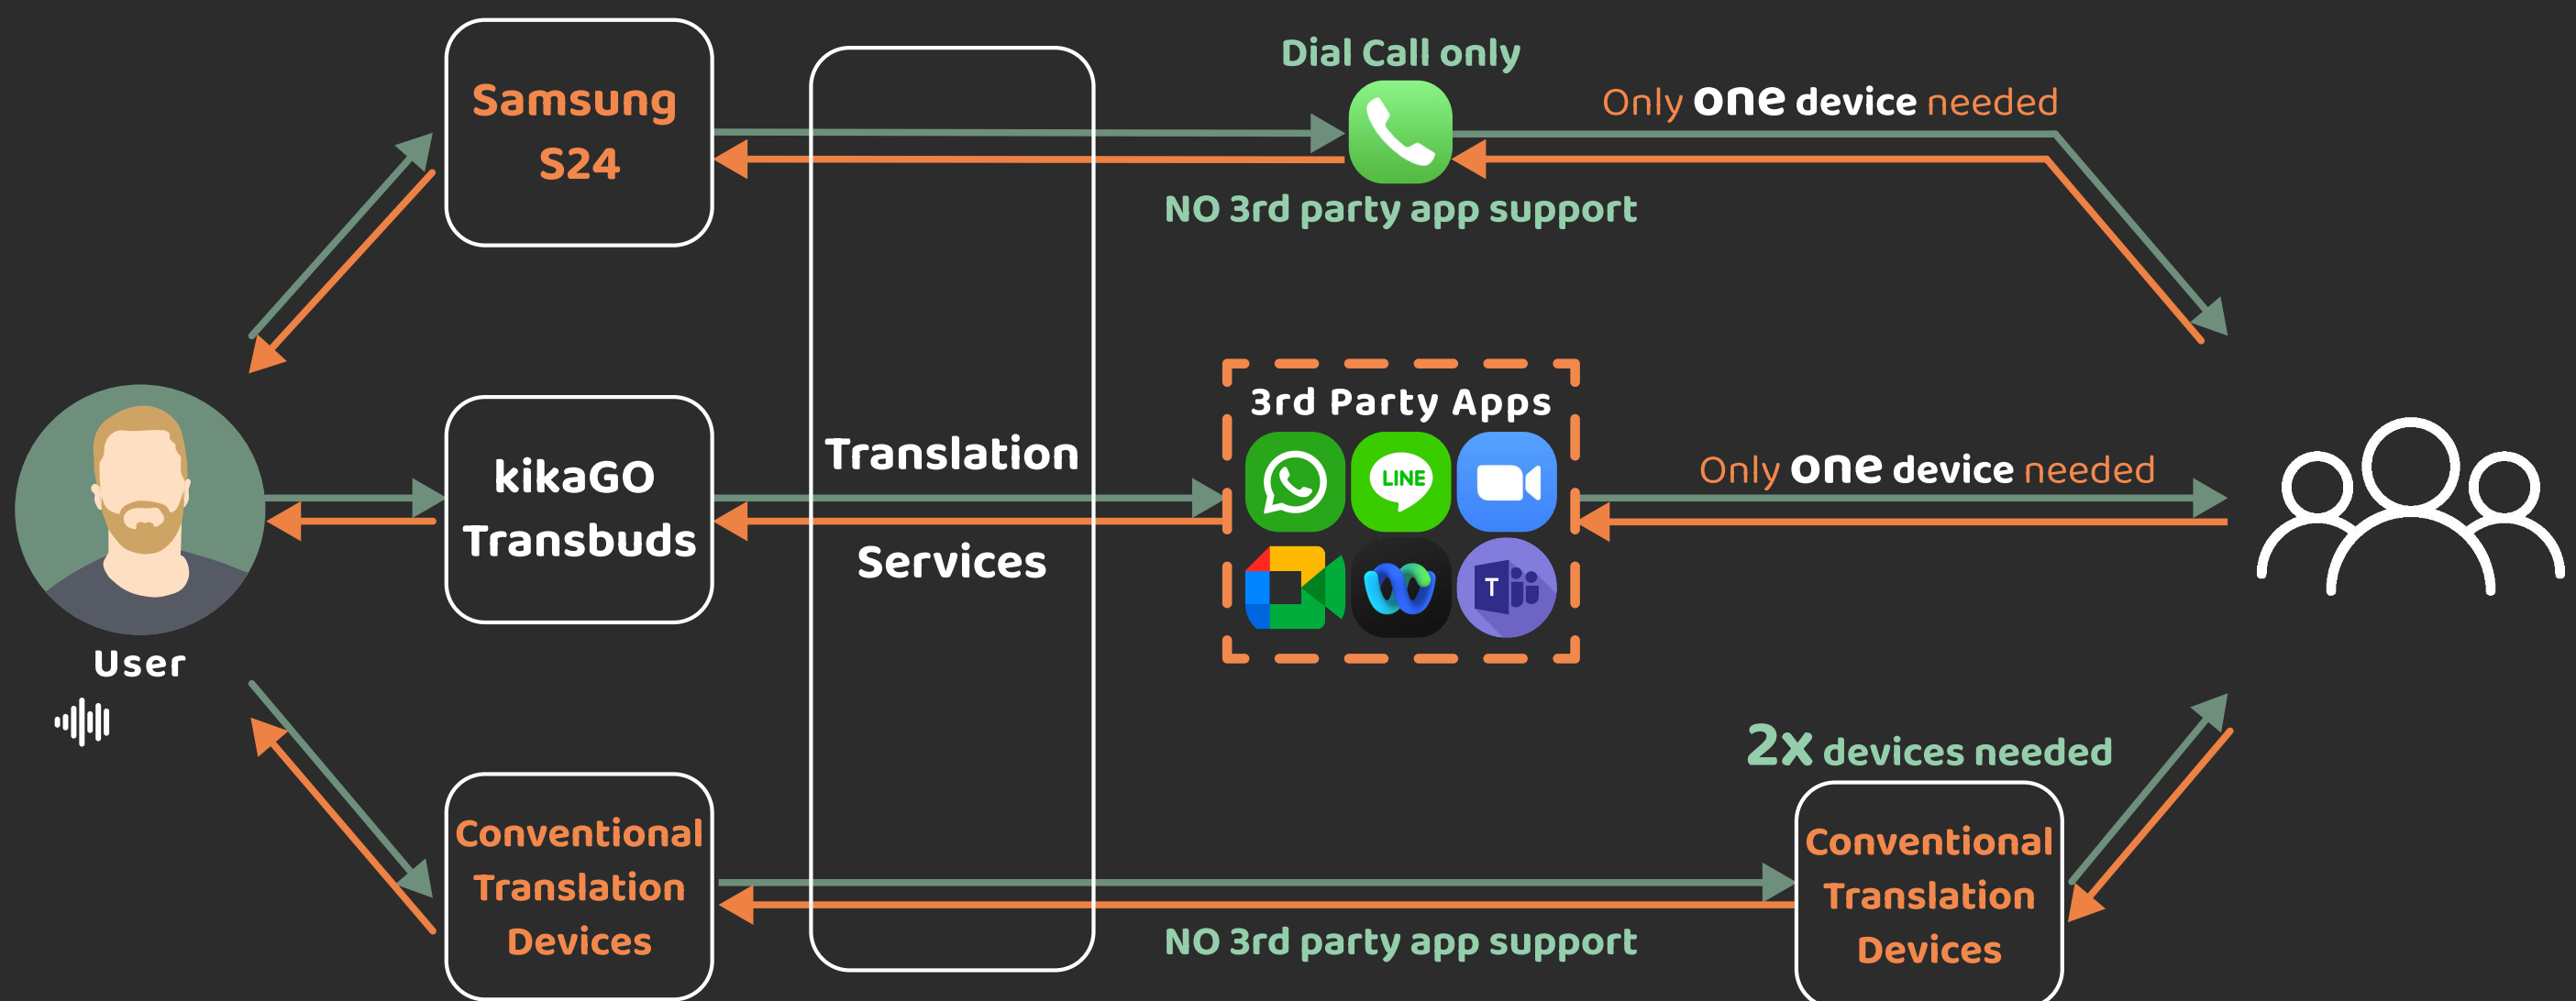 Samsung
S24
Dial Call only
Only one device needed
NO 3rd party app support
kikaGO
Transbuds
Translation
Services
3rd Party Apps
LINE
T
Only one device needed
User
2x devices needed
Conventional
Translation
Devices
NO 3rd party app support
Conventional
Translation
Devices